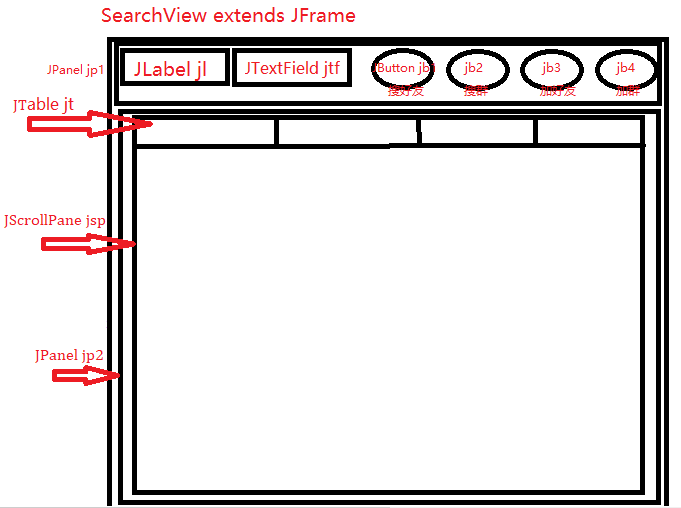 SearchView extends JFrame
JPanel jp1
JLabel jl
JTextField jtf
JButton jb1
jb2
jb3
jb4
搜好友
搜群
加好友
加群
JTable jt
JScrollPane jsp
JPanel jp2